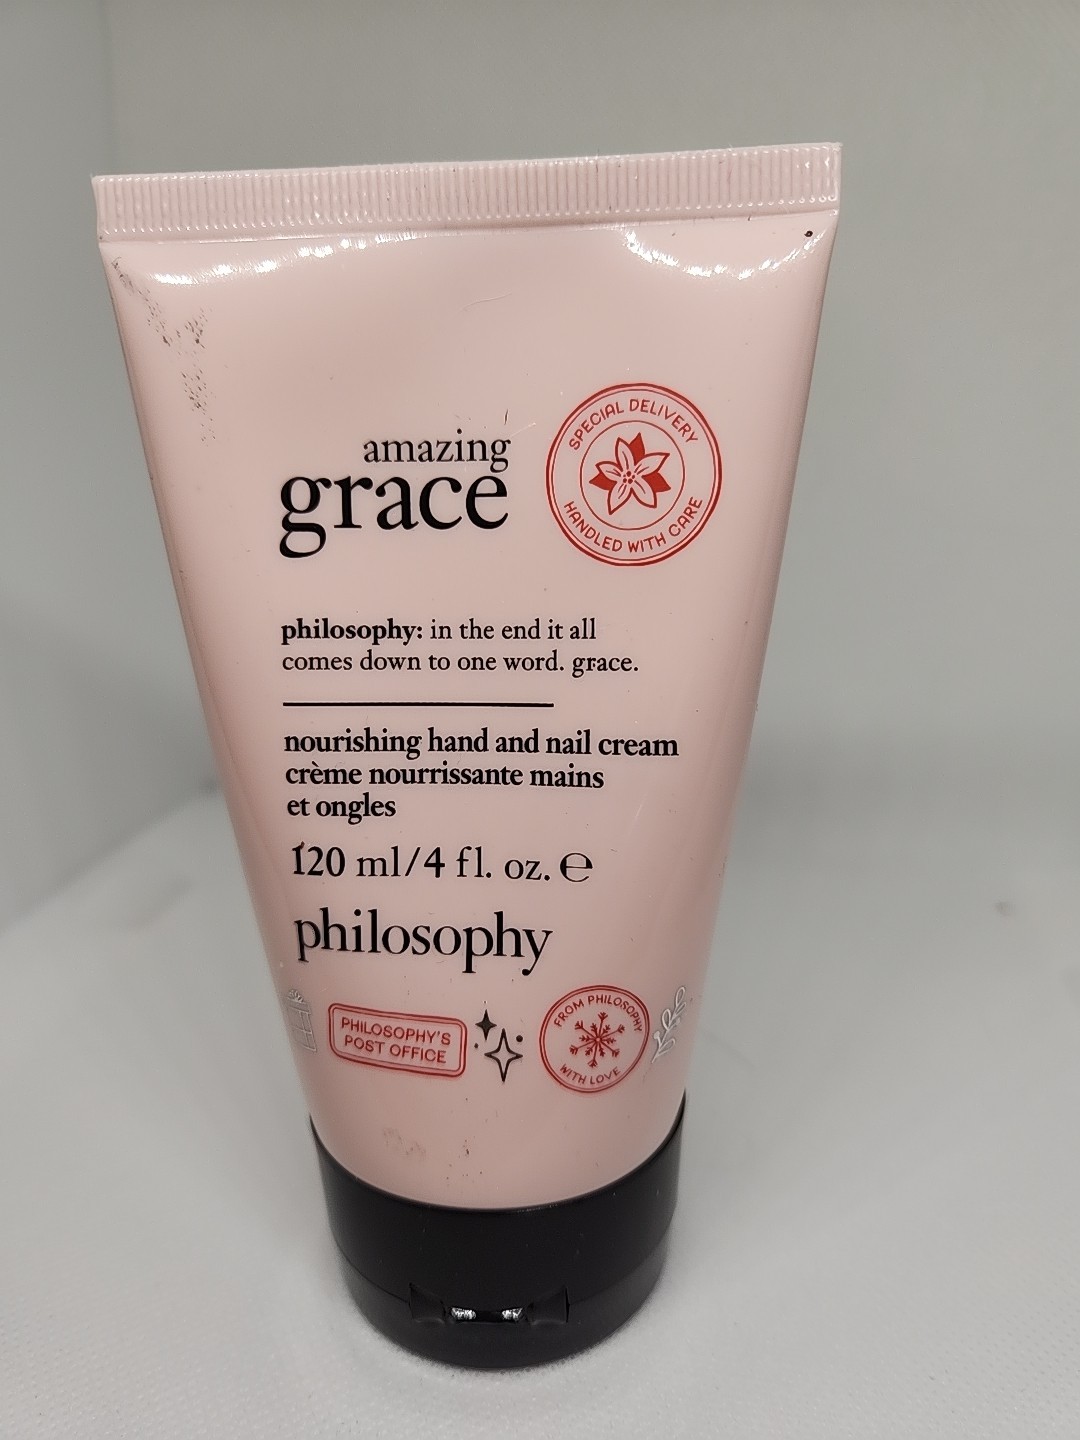 amazing
grace
SPECIAL DELIVERY
HANDLED WITH CARE
philosophy: in the end it all
comes down to one word. grace.
nourishing hand and nail cream
crème nourrissante mains
et ongles
120 ml/4 fl. oz. ℮
philosophy
PHILOSOPHY'S
POST OFFICE
FROM PHILOSOPHY
WITH LOVE